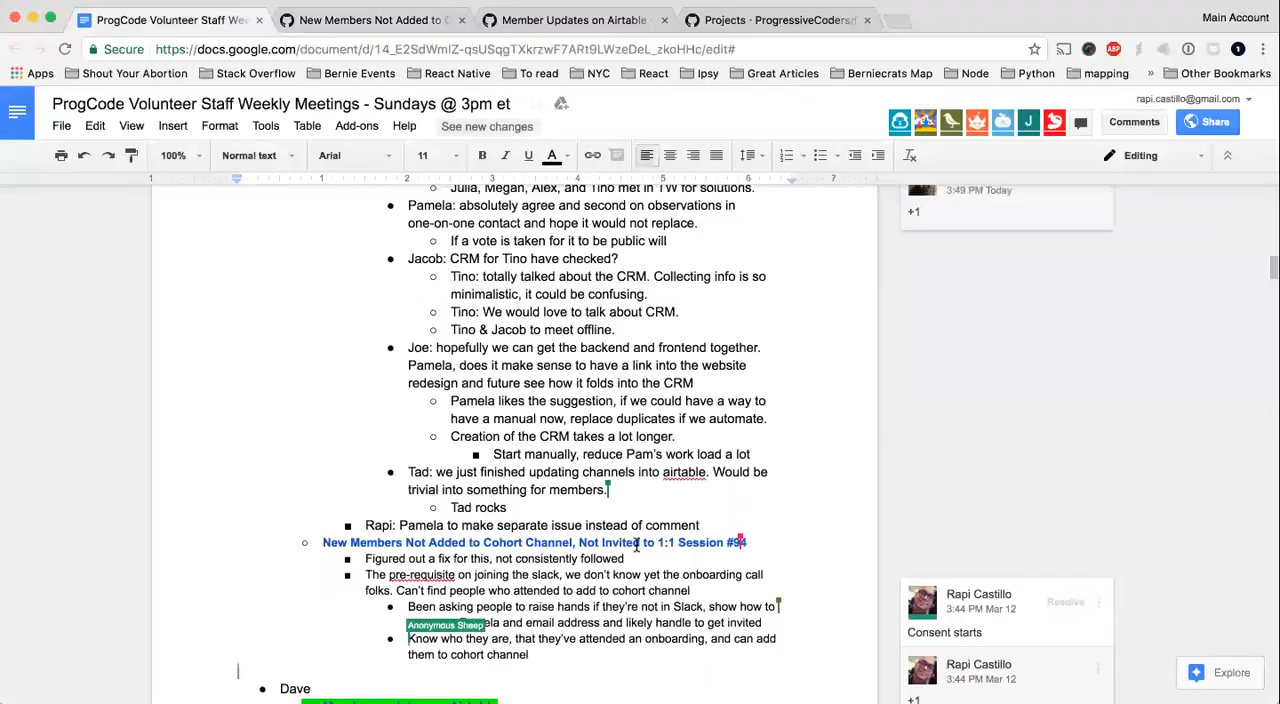 ProgCode Volunteer Staff Wee
New Members Not Added to C
Member Updates on Airtable
Projects · ProgressiveCoders/
Main Account
Secure
https://docs.google.com/document/d/14_E2SdWmIZ-qsUSqgTXkrzwF7ARt9LWzeDeL_zkoHHc/edit#
Apps
Shout Your Abortion
Stack Overflow
Bernie Events
React Native
To read
NYC
React
Ipsy
Great Articles
Berniecrats Map
Node
Python
mapping
»
Other Bookmarks
ProgCode Volunteer Staff Weekly Meetings - Sundays @ 3pm et
rapi.castillo@gmail.com
File Edit View Insert Format Tools Table Add-ons Help
See new changes
J
Comments
Share
100%
Normal text
Arial
11
B I U A
Editing
1 1 2 3 4 5 6 7
Julia, Megan, Alex, and Tino met in TW for solutions.
Pamela: absolutely agree and second on observations in
one-on-one contact and hope it would not replace.
If a vote is taken for it to be public will
Jacob: CRM for Tino have checked?
Tino: totally talked about the CRM. Collecting info is so
minimalistic, it could be confusing.
Tino: We would love to talk about CRM.
Tino & Jacob to meet offline.
Joe: hopefully we can get the backend and frontend together.
Pamela, does it make sense to have a link into the website
redesign and future see how it folds into the CRM
Pamela likes the suggestion, if we could have a way to
have a manual now, replace duplicates if we automate.
Creation of the CRM takes a lot longer.
Start manually, reduce Pam's work load a lot
Tad: we just finished updating channels into airtable. Would be
trivial into something for members.
Tad rocks
Rapi: Pamela to make separate issue instead of comment
New Members Not Added to Cohort Channel, Not Invited to 1:1 Session #94
Figured out a fix for this, not consistently followed
The pre-requisite on joining the slack, we don't know yet the onboarding call
folks. Can't find people who attended to add to cohort channel
Been asking people to raise hands if they're not in Slack, show how to
and email address and likely handle to get invited
Anonymous Sheep
Know who they are, that they've attended an onboarding, and can add
them to cohort channel
Dave
3:49 PM Today
+1
Rapi Castillo
3:44 PM Mar 12
Resolve
Consent starts
Rapi Castillo
3:44 PM Mar 12
+1
Explore